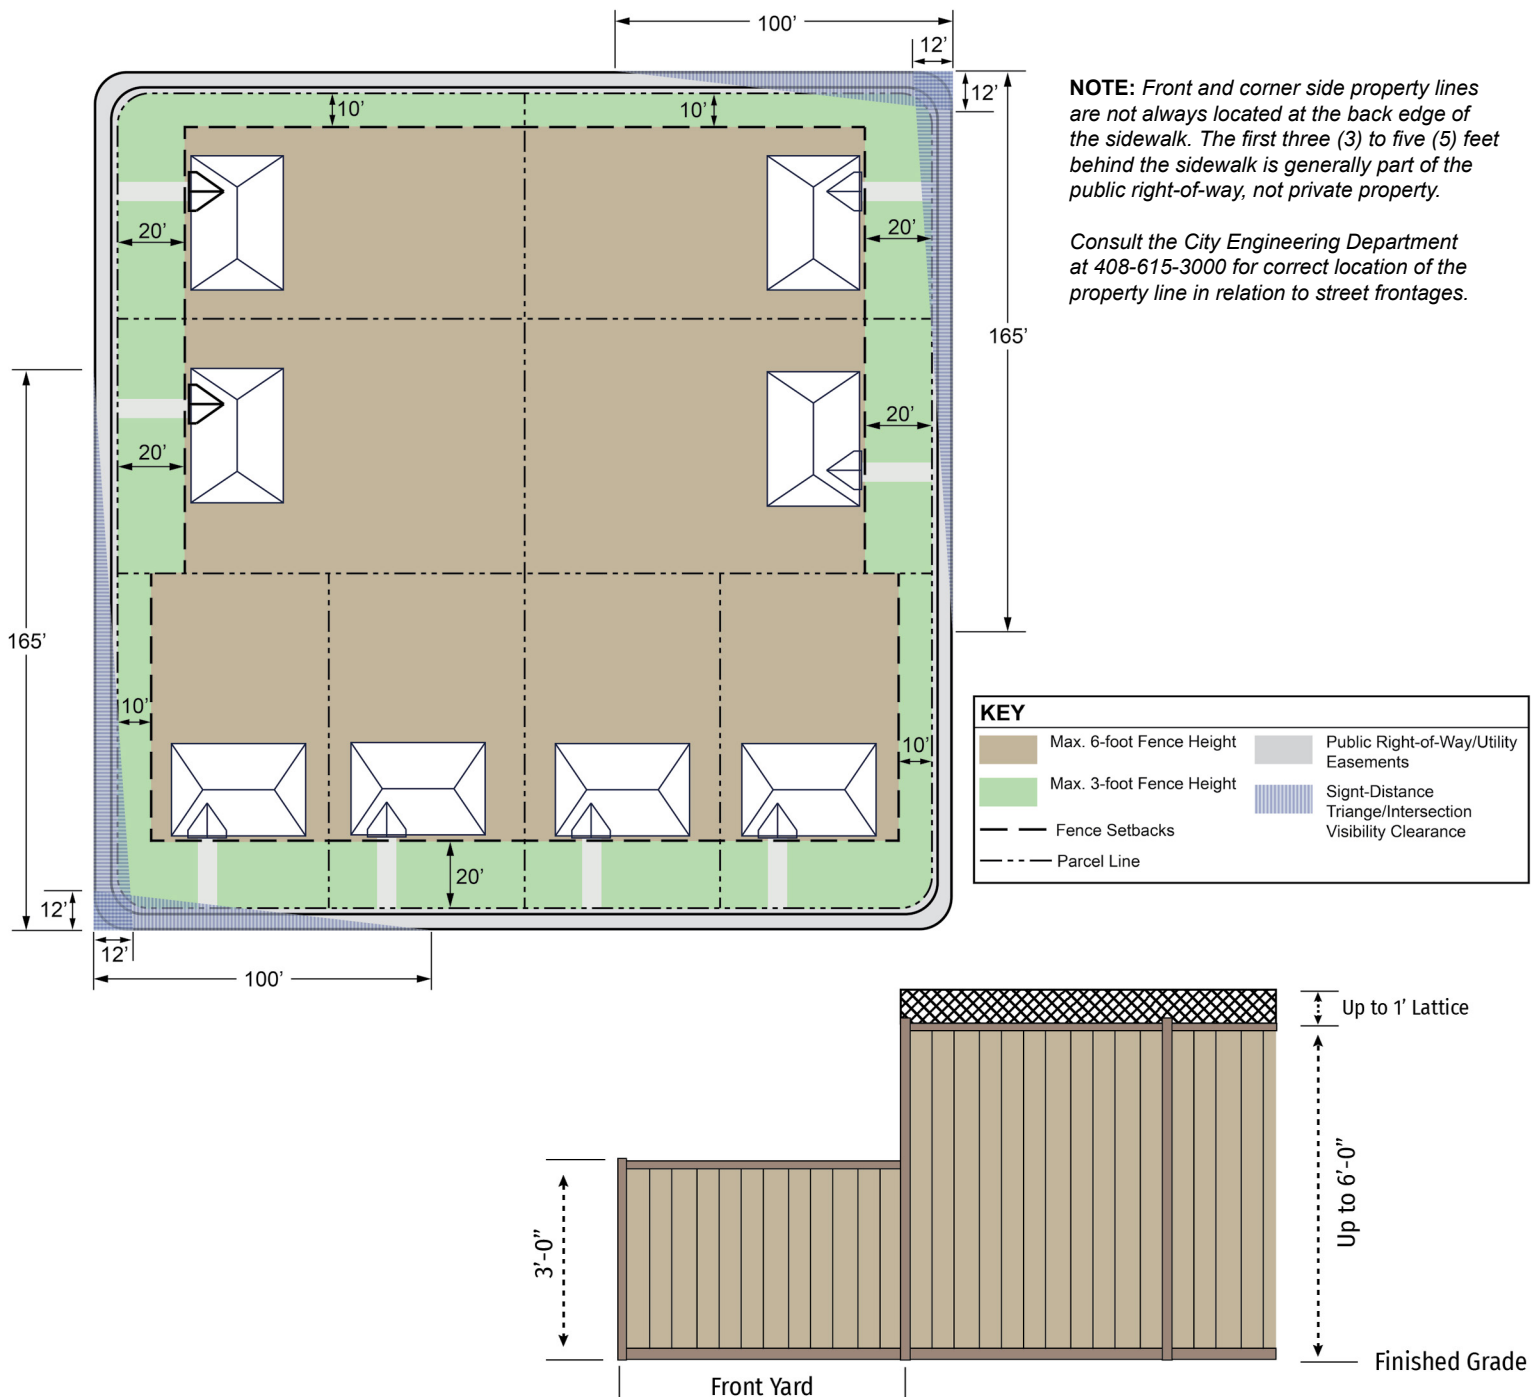 100’
12’
12’
NOTE: Front and corner side property lines
are not always located at the back edge of
the sidewalk. The first three (3) to five (5) feet
behind the sidewalk is generally part of the
public right-of-way, not private property.
Consult the City Engineering Department
at 408-615-3000 for correct location of the
property line in relation to street frontages.
10’
10’
20’
20’
165’
20’
20’
165’
10’
10’
20’
12’
12’
100’
KEY
Max. 6-foot Fence Height
Max. 3-foot Fence Height
Fence Setbacks
Parcel Line
Public Right-of-Way/Utility
Easements
Signt-Distance
Triange/Intersection
Visibility Clearance
Up to 1’ Lattice
Up to 6’-0”
3’-0”
Finished Grade
Front Yard